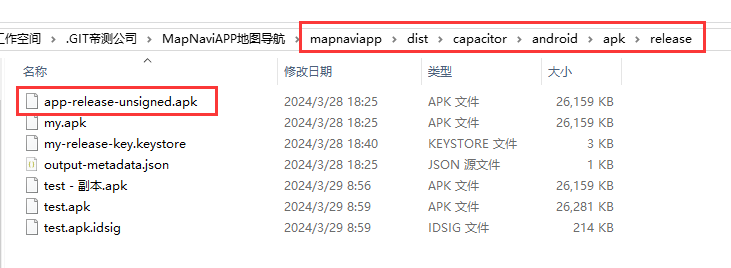 工作空间 › .GIT帝测公司 › MapNaviAPP地图导航 › mapnaviapp › dist › capacitor › android › apk › release
名称 修改日期 类型 大小
app-release-unsigned.apk 2024/3/28 18:25 APK 文件 26,159 KB
my.apk 2024/3/28 18:25 APK 文件 26,159 KB
my-release-key.keystore 2024/3/28 18:40 KEYSTORE 文件 3 KB
output-metadata.json 2024/3/28 18:25 JSON 源文件 1 KB
test - 副本.apk 2024/3/29 8:56 APK 文件 26,159 KB
test.apk 2024/3/29 8:59 APK 文件 26,281 KB
test.apk.idsig 2024/3/29 8:59 IDSIG 文件 214 KB